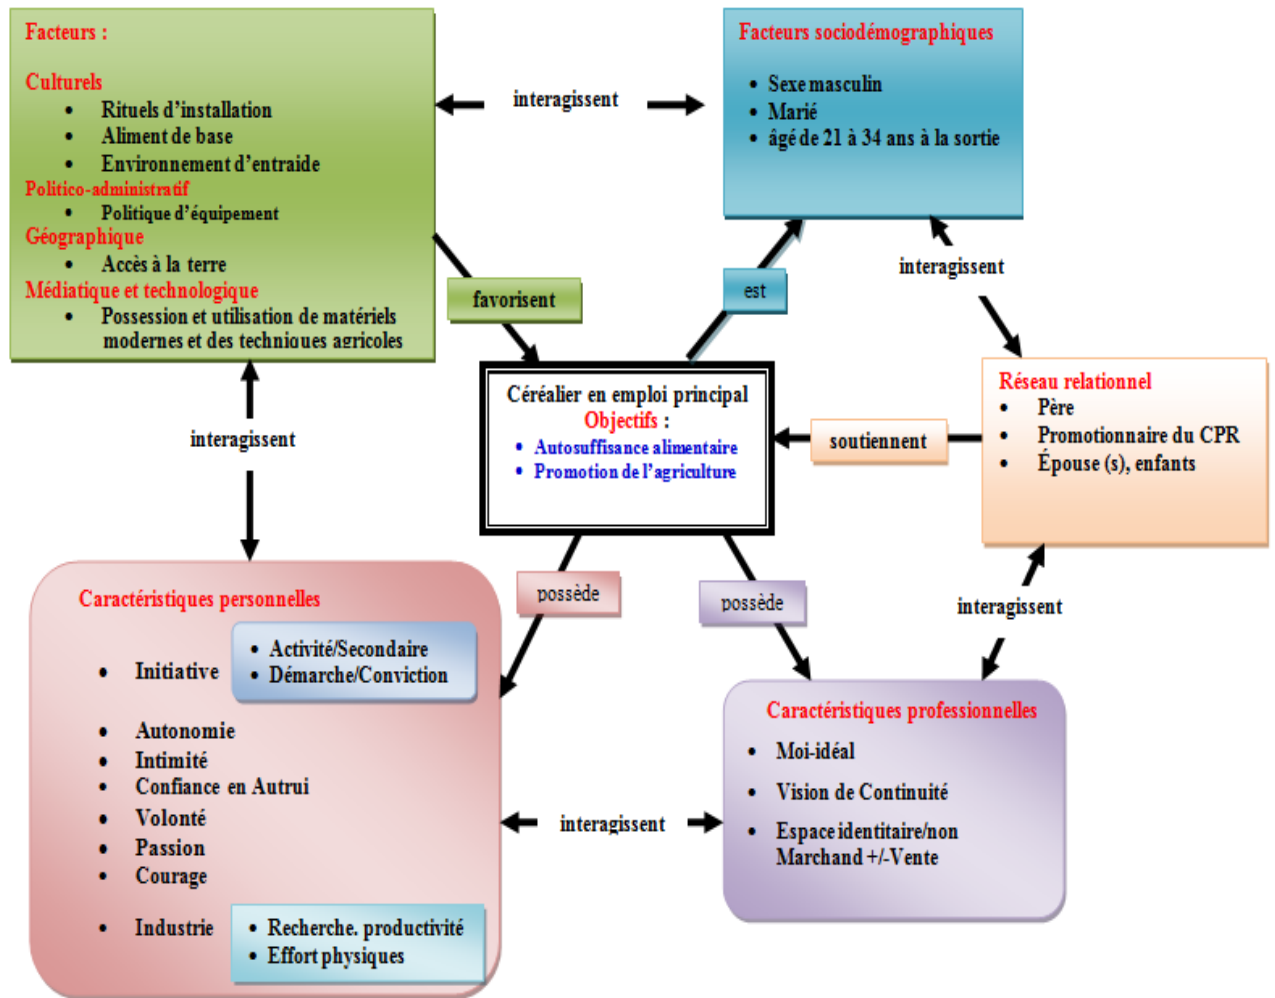 Facteurs :
Culturels
• Rituels d'installation
• Aliment de base
• Environnement d'entraide
Politico-administratif
• Politique d'équipement
Géographique
• Accès à la terre
Médiatique et technologique
• Possession et utilisation de matériels
modernes et des techniques agricoles
interagissent
Facteurs sociodémographiques
• Sexe masculin
• Marié
• âgé de 21 à 34 ans à la sortie
favorisent
est
interagissent
Céréalier en emploi principal
Objectifs :
• Autosuffisance alimentaire
• Promotion de l'agriculture
soutiennent
Réseau relationnel
• Père
• Promotionnaire du CPR
• Épouse (s), enfants
interagissent
possède
possède
interagissent
Caractéristiques personnelles
• Initiative
• Activité/Secondaire
• Démarche/Conviction
• Autonomie
• Intimité
• Confiance en Autrui
• Volonté
• Passion
• Courage
• Industrie
• Recherche. productivité
• Effort physiques
interagissent
Caractéristiques professionnelles
• Moi-idéal
• Vision de Continuité
• Espace identitaire/non
Marchand +/-Vente